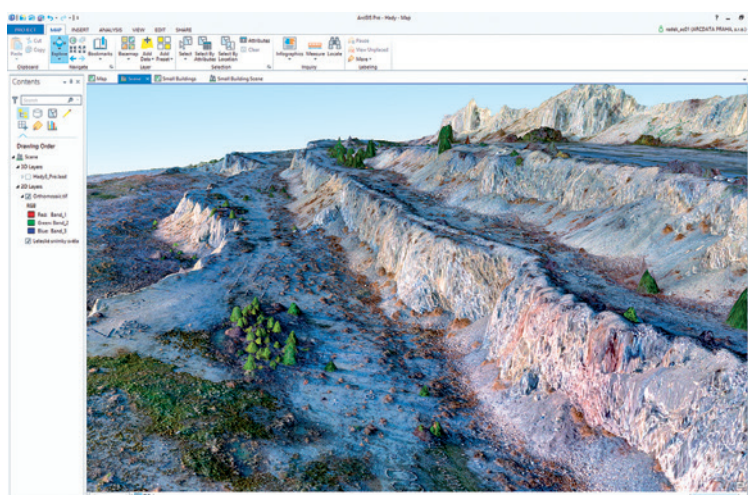 ArcGIS Pro - Hady - Map
PROJECT MAP INSERT ANALYSIS VIEW EDIT SHARE
Paste Cut Copy
Explore Bookmarks
Basemap Add Data Add Preset
Select Select By Attributes Select By Location
Attributes
Clear
Infographics Measure Locate
Pause
View Unplaced
More
Clipboard Navigate Layer Selection Inquiry Labeling
Contents
Map Scene Small Buildings Small Building Scene
Drawing Order
Scene
3D Layers
2D Layers
Orthomosaic.tif
RGB
Red: Band_1
Green: Band_2
Blue: Band_3